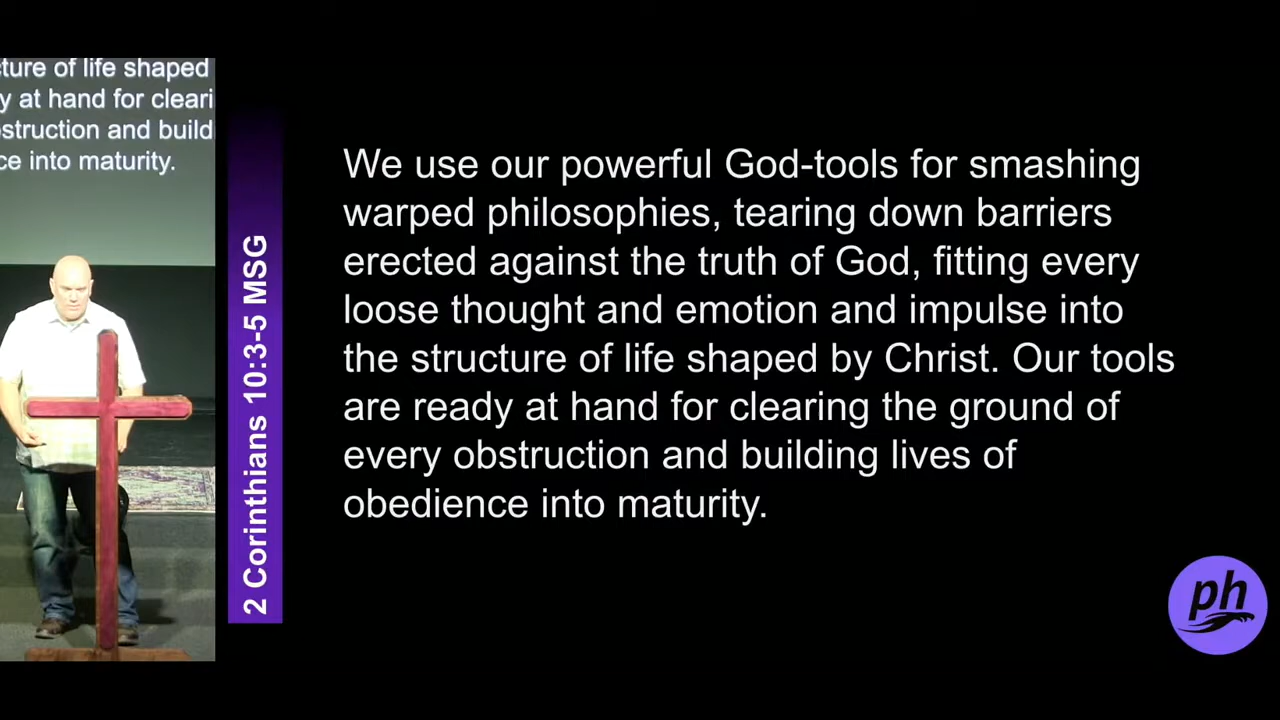 cture of life shaped
y at hand for cleari
bstruction and build
ce into maturity.
2 Corinthians 10:3-5 MSG
We use our powerful God-tools for smashing
warped philosophies, tearing down barriers
erected against the truth of God, fitting every
loose thought and emotion and impulse into
the structure of life shaped by Christ. Our tools
are ready at hand for clearing the ground of
every obstruction and building lives of
obedience into maturity.
ph